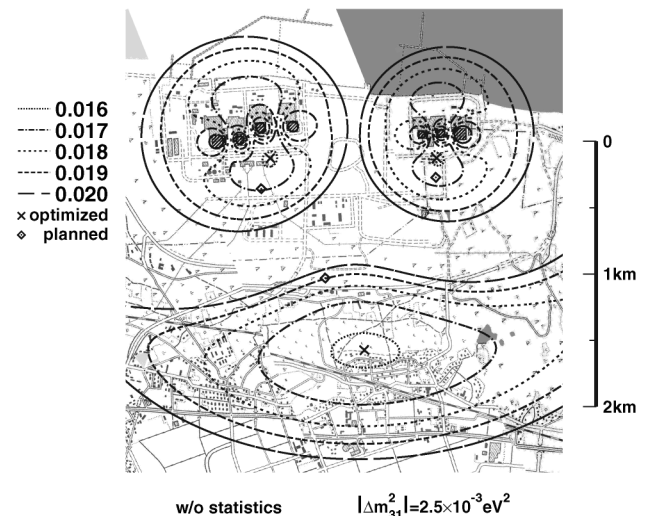 0.016
0.017
0.018
0.019
0.020
× optimized
◇ planned
0
1km
2km
w/o statistics
|Δm²₃₁|=2.5×10⁻³eV²